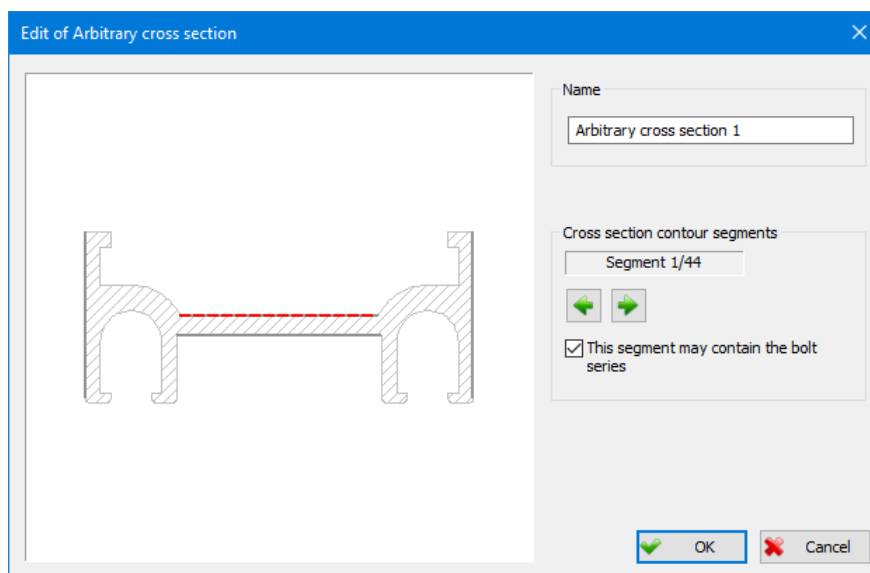 Edit of Arbitrary cross section
Name
Arbitrary cross section 1
Cross section contour segments
Segment 1/44
This segment may contain the bolt
series
OK
Cancel